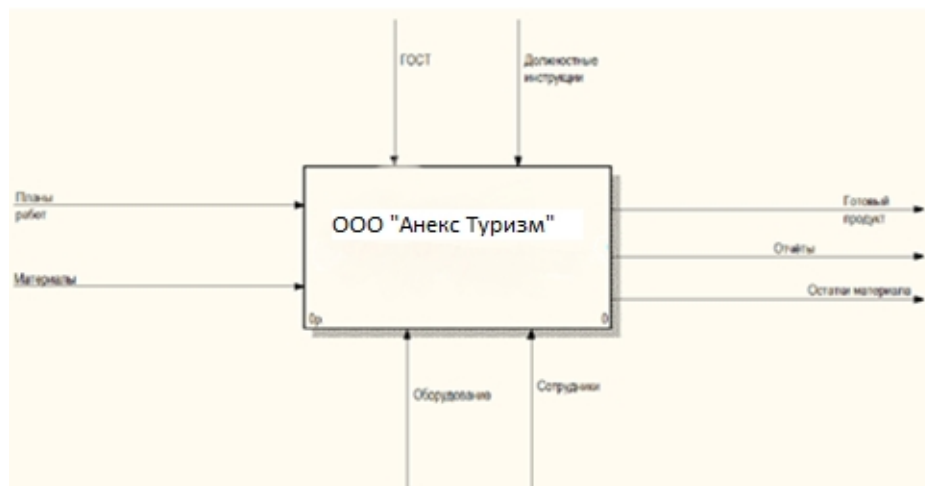 ГОСТ
Должностные
инструкции
Планы
работ
Материалы
ООО "Анекс Туризм"
Готовый
продукт
Отчёты
Остатки материала
0р
0
Оборудование
Сотрудники